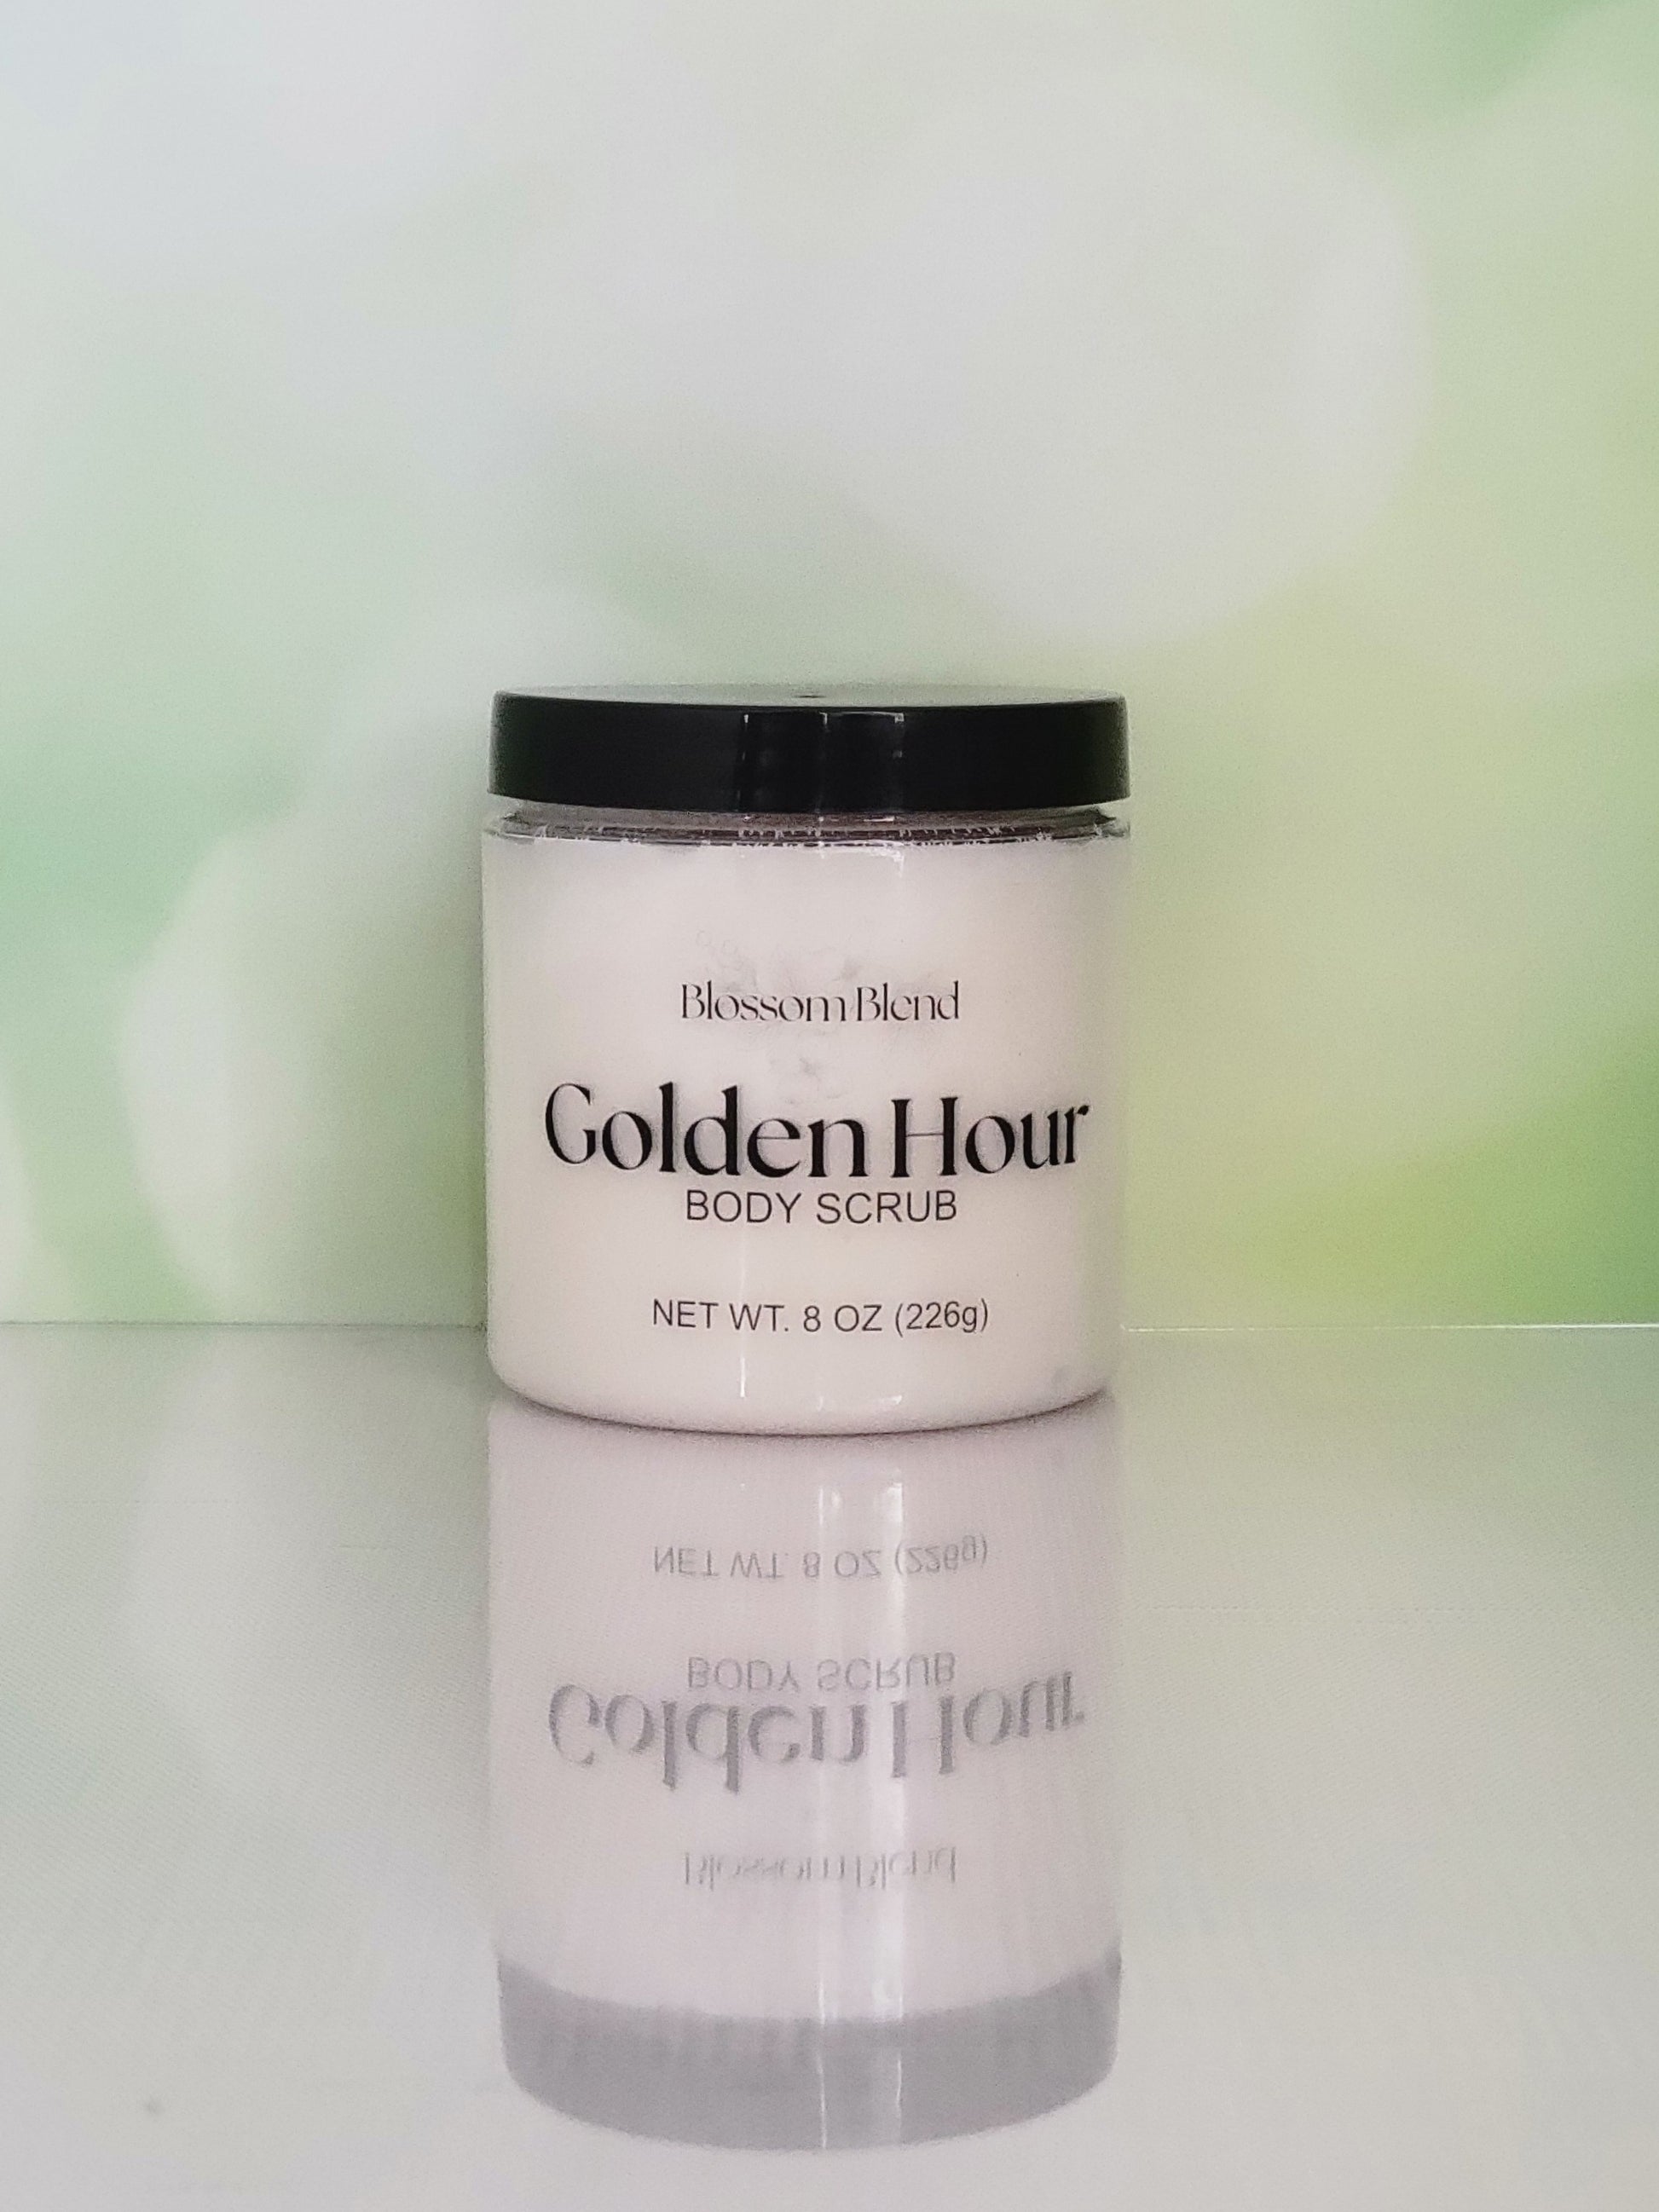 Blossom Blend
Golden Hour
BODY SCRUB
NET WT. 8 OZ (226g)